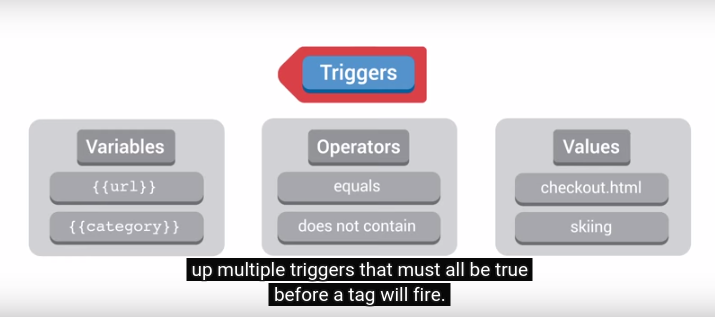 Triggers
Variables
{{url}}
{{category}}
Operators
equals
does not contain
Values
checkout.html
skiing
up multiple triggers that must all be true
before a tag will fire.